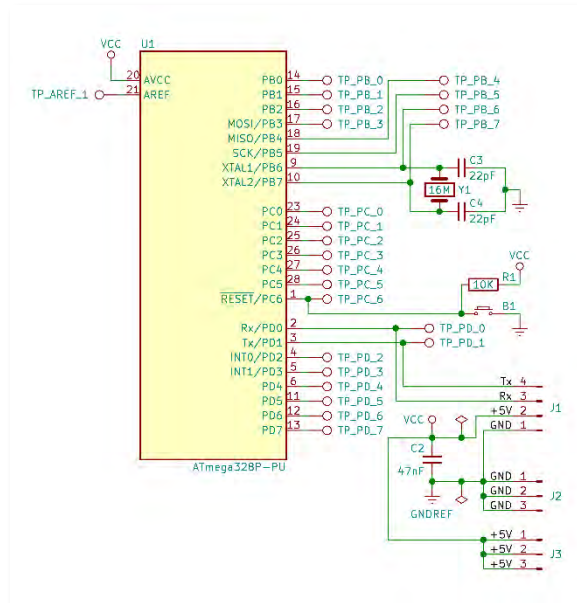 VCC
U1
20 AVCC
TP_AREF_1 21 AREF
PB0 14 TP_PB_0
PB1 15 TP_PB_1
PB2 16 TP_PB_2
MOSI/PB3 17 TP_PB_3
MISO/PB4 18 TP_PB_4
SCK/PB5 19 TP_PB_5
XTAL1/PB6 9 TP_PB_6
XTAL2/PB7 10 TP_PB_7
C3
22pF
16M Y1
C4
22pF
PC0 23 TP_PC_0
PC1 24 TP_PC_1
PC2 25 TP_PC_2
PC3 26 TP_PC_3
PC4 27 TP_PC_4
PC5 28 TP_PC_5
RESET/PC6 1 TP_PC_6
VCC
10K R1
B1
Rx/PD0 2 TP_PD_0
Tx/PD1 3 TP_PD_1
INT0/PD2 4 TP_PD_2
INT1/PD3 5 TP_PD_3
PD4 6 TP_PD_4
PD5 11 TP_PD_5
PD6 12 TP_PD_6
PD7 13 TP_PD_7
ATmega328P-PU
Tx 4
Rx 3
+5V 2
GND 1
J1
VCC
C2
47nF
GNDREF
GND 1
GND 2
GND 3
J2
+5V 1
+5V 2
+5V 3
J3